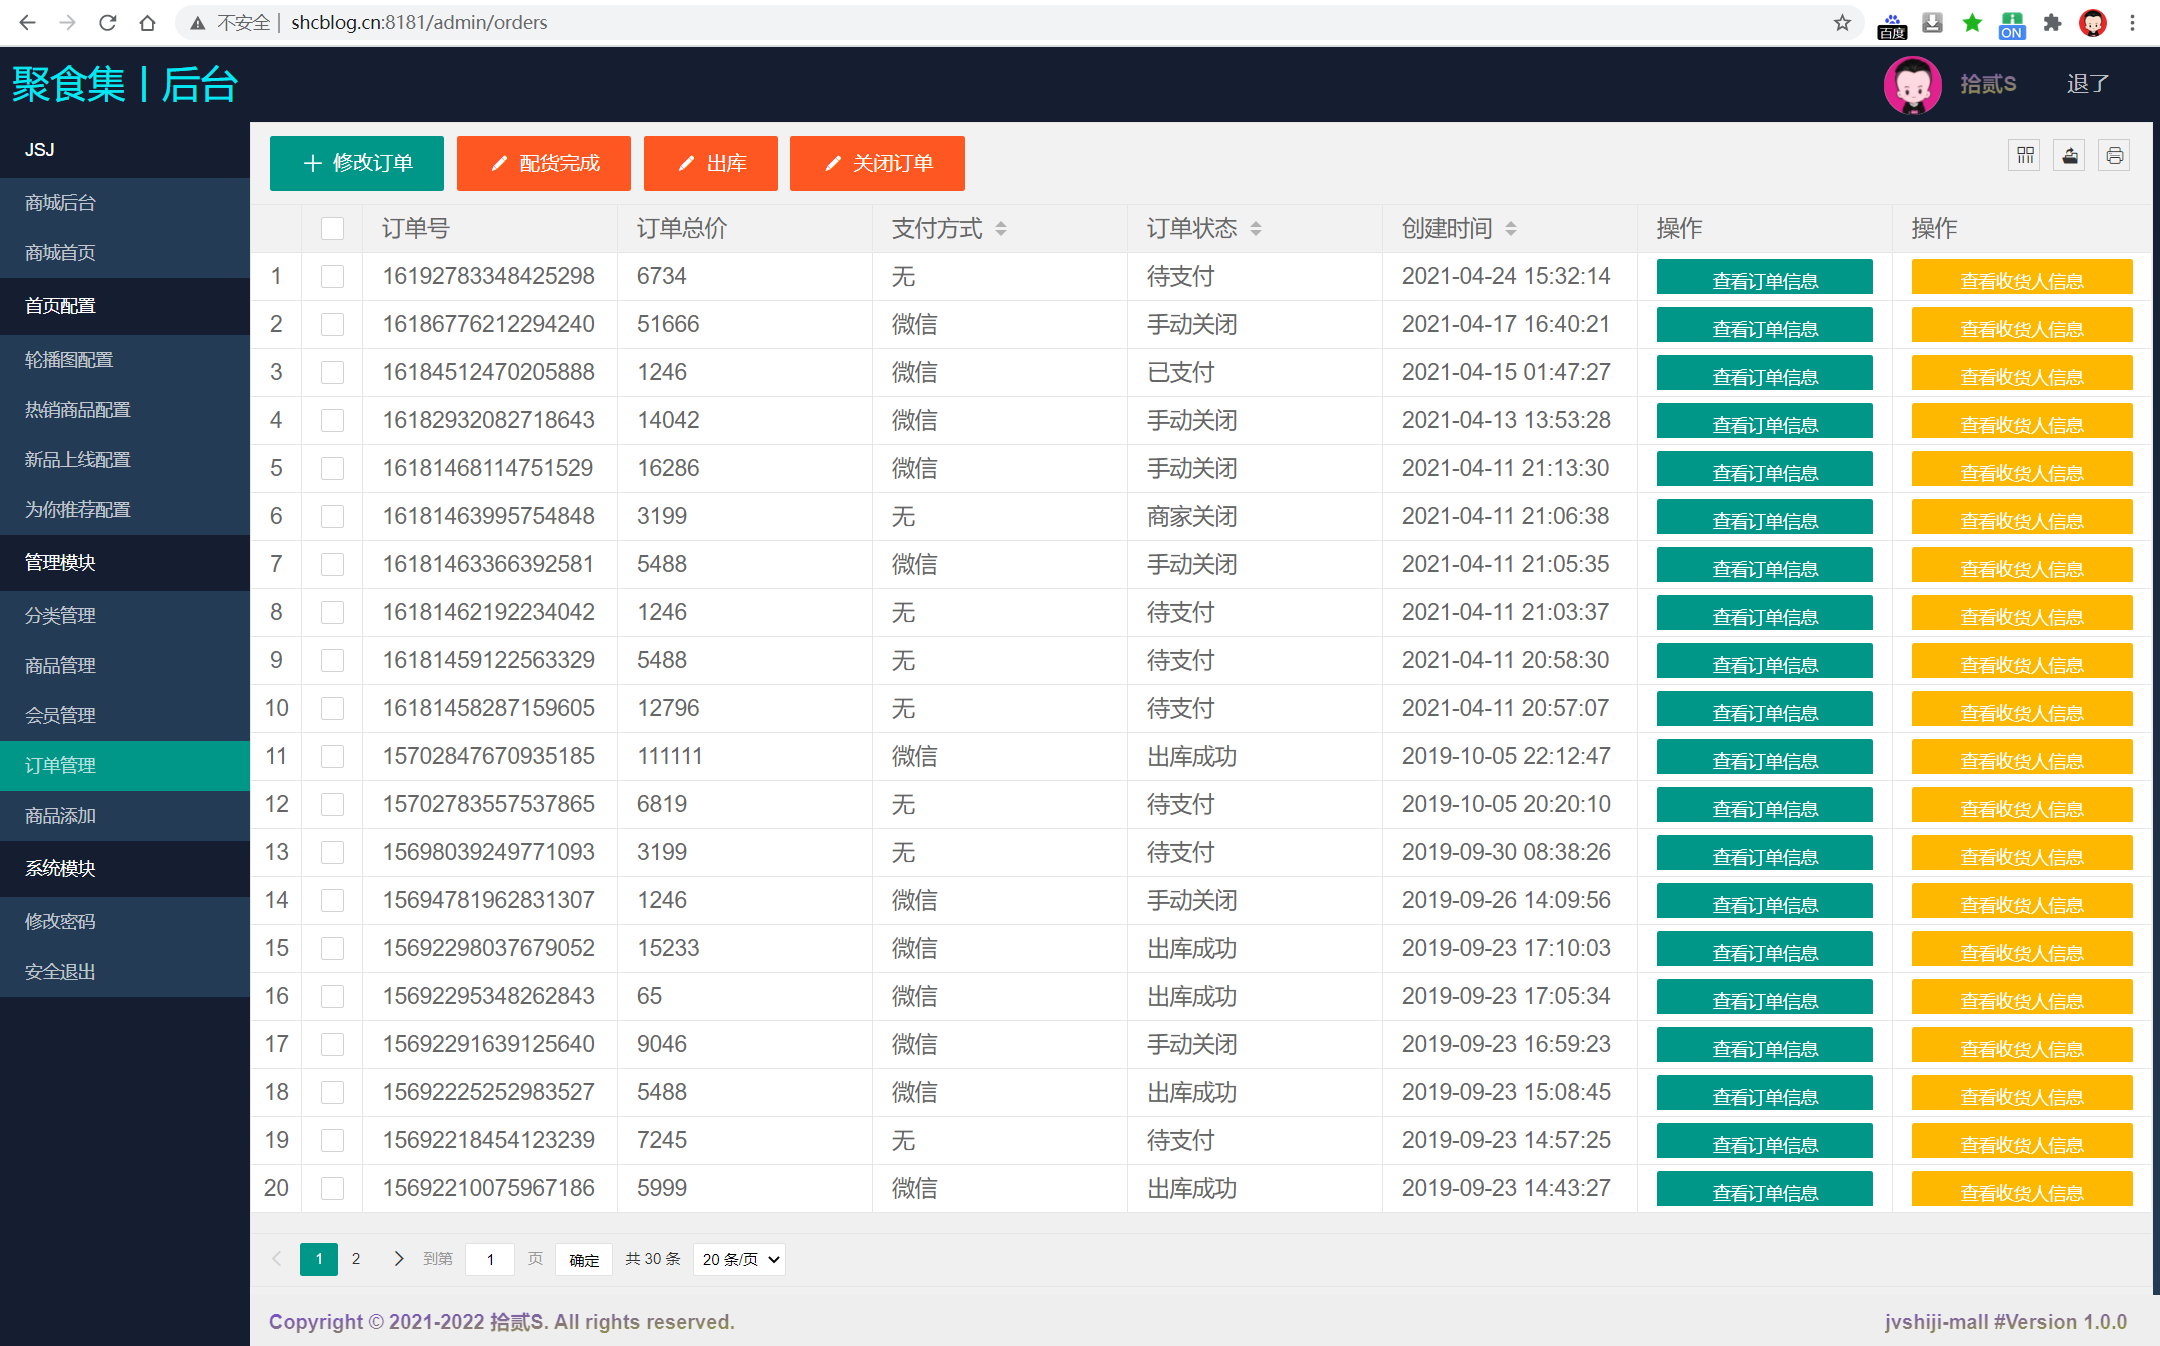 不安全 | shcblog.cn:8181/admin/orders
百度
ON
聚食集丨后台
拾贰S 退了
JSJ
商城后台
商城首页
首页配置
轮播图配置
热销商品配置
新品上线配置
为你推荐配置
管理模块
分类管理
商品管理
会员管理
订单管理
商品添加
系统模块
修改密码
安全退出
修改订单 配货完成 出库 关闭订单
订单号 订单总价 支付方式 订单状态 创建时间 操作 操作
1 16192783348425298 6734 无 待支付 2021-04-24 15:32:14 查看订单信息 查看收货人信息
2 16186776212294240 51666 微信 手动关闭 2021-04-17 16:40:21 查看订单信息 查看收货人信息
3 16184512470205888 1246 微信 已支付 2021-04-15 01:47:27 查看订单信息 查看收货人信息
4 16182932082718643 14042 微信 手动关闭 2021-04-13 13:53:28 查看订单信息 查看收货人信息
5 16181468114751529 16286 微信 手动关闭 2021-04-11 21:13:30 查看订单信息 查看收货人信息
6 16181463995754848 3199 无 商家关闭 2021-04-11 21:06:38 查看订单信息 查看收货人信息
7 16181463366392581 5488 微信 手动关闭 2021-04-11 21:05:35 查看订单信息 查看收货人信息
8 16181462192234042 1246 无 待支付 2021-04-11 21:03:37 查看订单信息 查看收货人信息
9 16181459122563329 5488 无 待支付 2021-04-11 20:58:30 查看订单信息 查看收货人信息
10 16181458287159605 12796 无 待支付 2021-04-11 20:57:07 查看订单信息 查看收货人信息
11 15702847670935185 111111 微信 出库成功 2019-10-05 22:12:47 查看订单信息 查看收货人信息
12 15702783557537865 6819 无 待支付 2019-10-05 20:20:10 查看订单信息 查看收货人信息
13 15698039249771093 3199 无 待支付 2019-09-30 08:38:26 查看订单信息 查看收货人信息
14 15694781962831307 1246 微信 手动关闭 2019-09-26 14:09:56 查看订单信息 查看收货人信息
15 15692298037679052 15233 微信 出库成功 2019-09-23 17:10:03 查看订单信息 查看收货人信息
16 15692295348262843 65 微信 出库成功 2019-09-23 17:05:34 查看订单信息 查看收货人信息
17 15692291639125640 9046 微信 手动关闭 2019-09-23 16:59:23 查看订单信息 查看收货人信息
18 15692225252983527 5488 微信 出库成功 2019-09-23 15:08:45 查看订单信息 查看收货人信息
19 15692218454123239 7245 无 待支付 2019-09-23 14:57:25 查看订单信息 查看收货人信息
20 15692210075967186 5999 微信 出库成功 2019-09-23 14:43:27 查看订单信息 查看收货人信息
1 2 到第 1 页 确定 共 30 条 20 条/页
Copyright © 2021-2022 拾贰S. All rights reserved. jvshiji-mall #Version 1.0.0